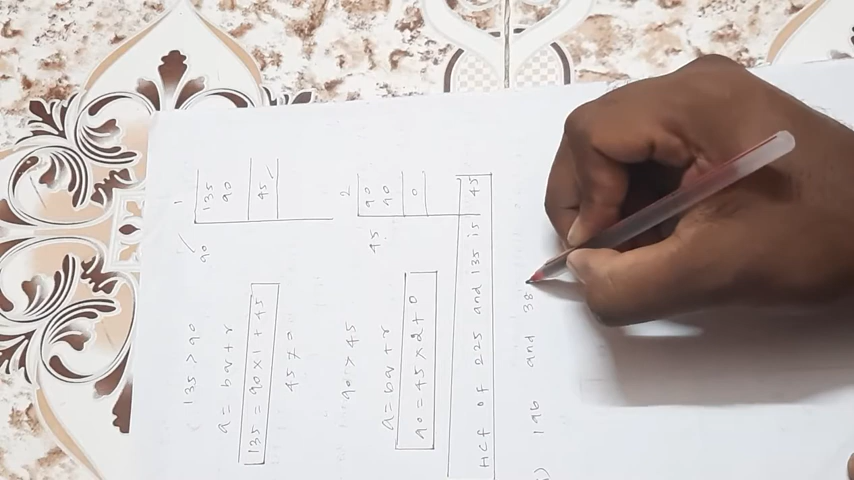 135 > 90
a = bq + r
135 = 90 x 1 + 45
45 ≠ 0
90
1
135
90
45 ✓
90 > 45
a = bq + r
90 = 45 x 2 + 0
45
2
90
90
0
HCF of 225 and 135 is 45
196 and 38